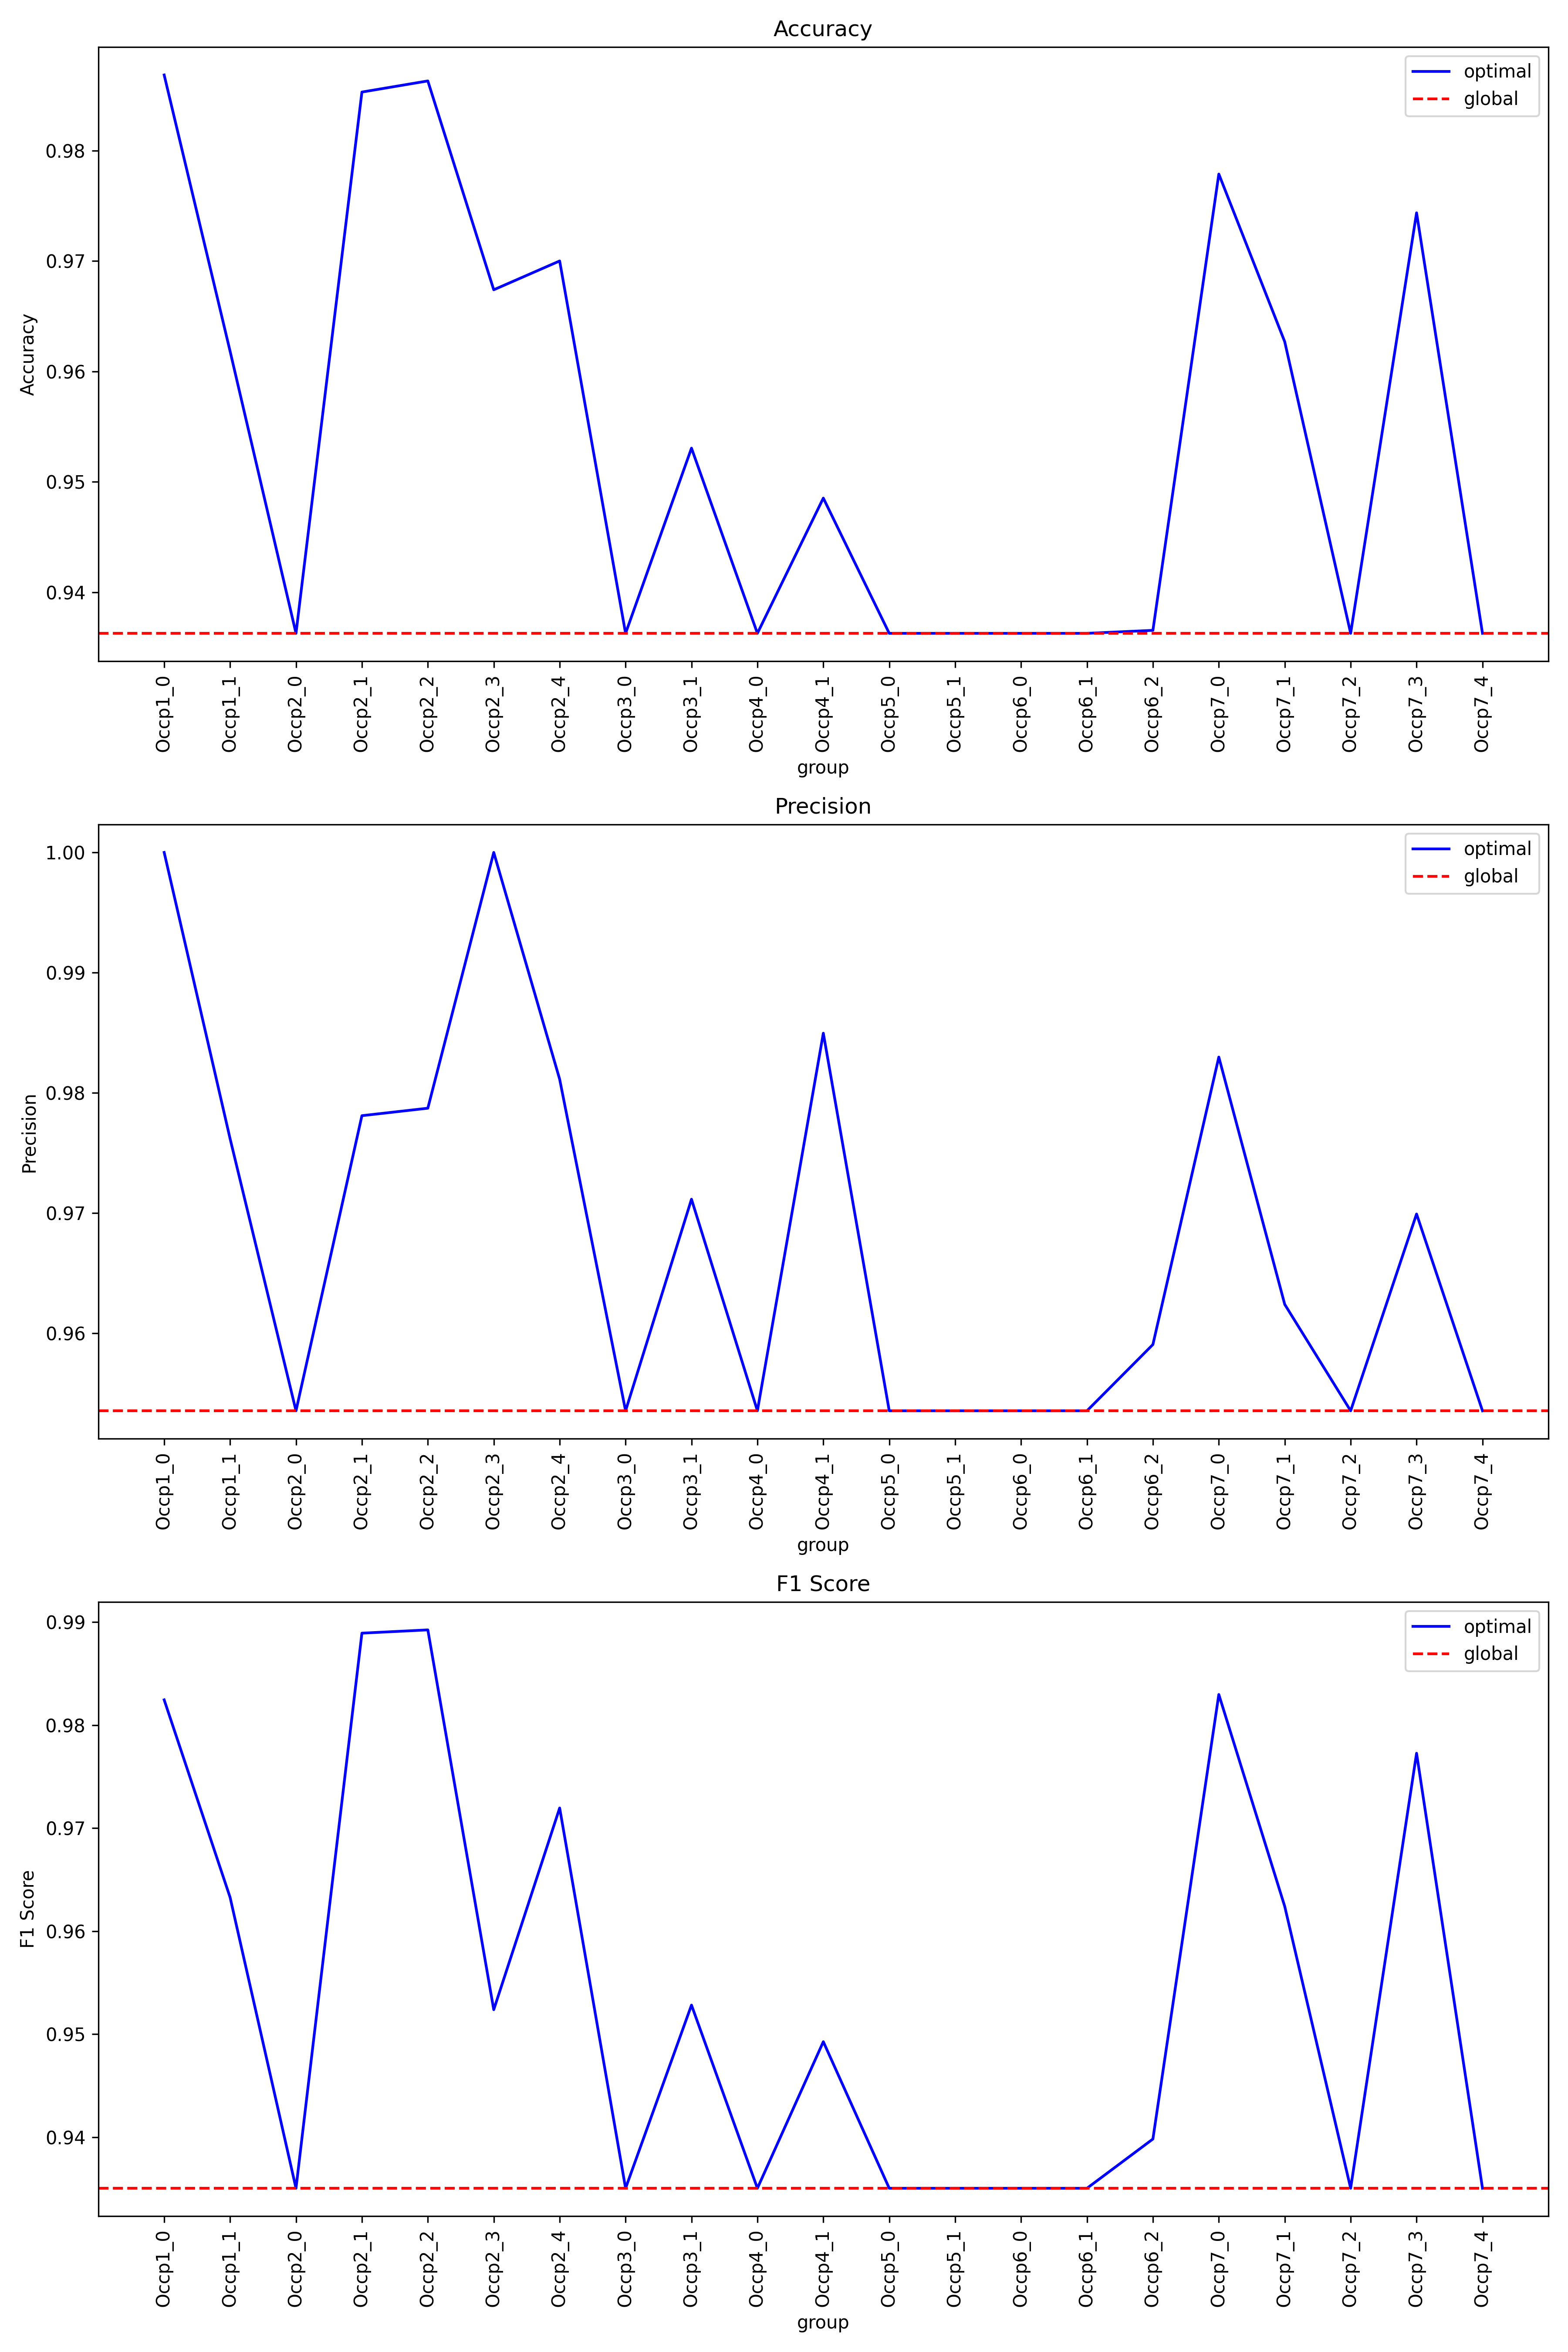 Accuracy
optimal
global
0.98
0.97
0.96
0.95
0.94
Accuracy
Occp1_0
Occp1_1
Occp2_0
Occp2_1
Occp2_2
Occp2_3
Occp2_4
Occp3_0
Occp3_1
Occp4_0
Occp4_1
Occp5_0
Occp5_1
Occp6_0
Occp6_1
Occp6_2
Occp7_0
Occp7_1
Occp7_2
Occp7_3
Occp7_4
group
Precision
optimal
global
1.00
0.99
0.98
0.97
0.96
Precision
Occp1_0
Occp1_1
Occp2_0
Occp2_1
Occp2_2
Occp2_3
Occp2_4
Occp3_0
Occp3_1
Occp4_0
Occp4_1
Occp5_0
Occp5_1
Occp6_0
Occp6_1
Occp6_2
Occp7_0
Occp7_1
Occp7_2
Occp7_3
Occp7_4
group
F1 Score
optimal
global
0.99
0.98
0.97
0.96
0.95
0.94
F1 Score
Occp1_0
Occp1_1
Occp2_0
Occp2_1
Occp2_2
Occp2_3
Occp2_4
Occp3_0
Occp3_1
Occp4_0
Occp4_1
Occp5_0
Occp5_1
Occp6_0
Occp6_1
Occp6_2
Occp7_0
Occp7_1
Occp7_2
Occp7_3
Occp7_4
group